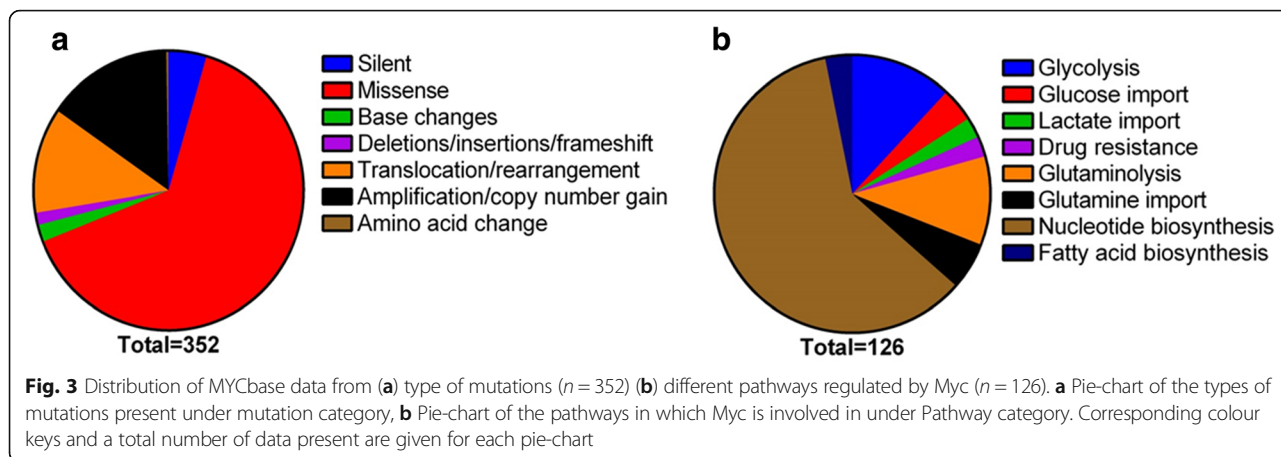 a
Silent
Missense
Base changes
Deletions/insertions/frameshift
Translocation/rearrangement
Amplification/copy number gain
Amino acid change
Total=352
b
Glycolysis
Glucose import
Lactate import
Drug resistance
Glutaminolysis
Glutamine import
Nucleotide biosynthesis
Fatty acid biosynthesis
Total=126
Fig. 3 Distribution of MYCbase data from (a) type of mutations (n = 352) (b) different pathways regulated by Myc (n = 126). a Pie-chart of the types of
mutations present under mutation category, b Pie-chart of the pathways in which Myc is involved in under Pathway category. Corresponding colour
keys and a total number of data present are given for each pie-chart